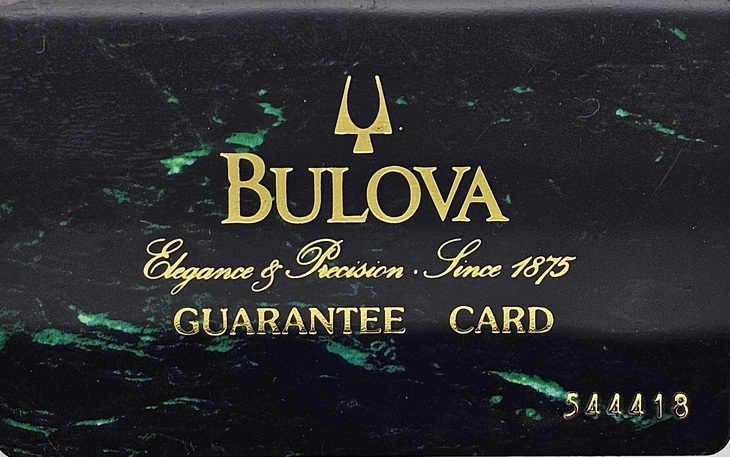 BULOVA
Elegance & Precision · Since 1875
GUARANTEE CARD
544418